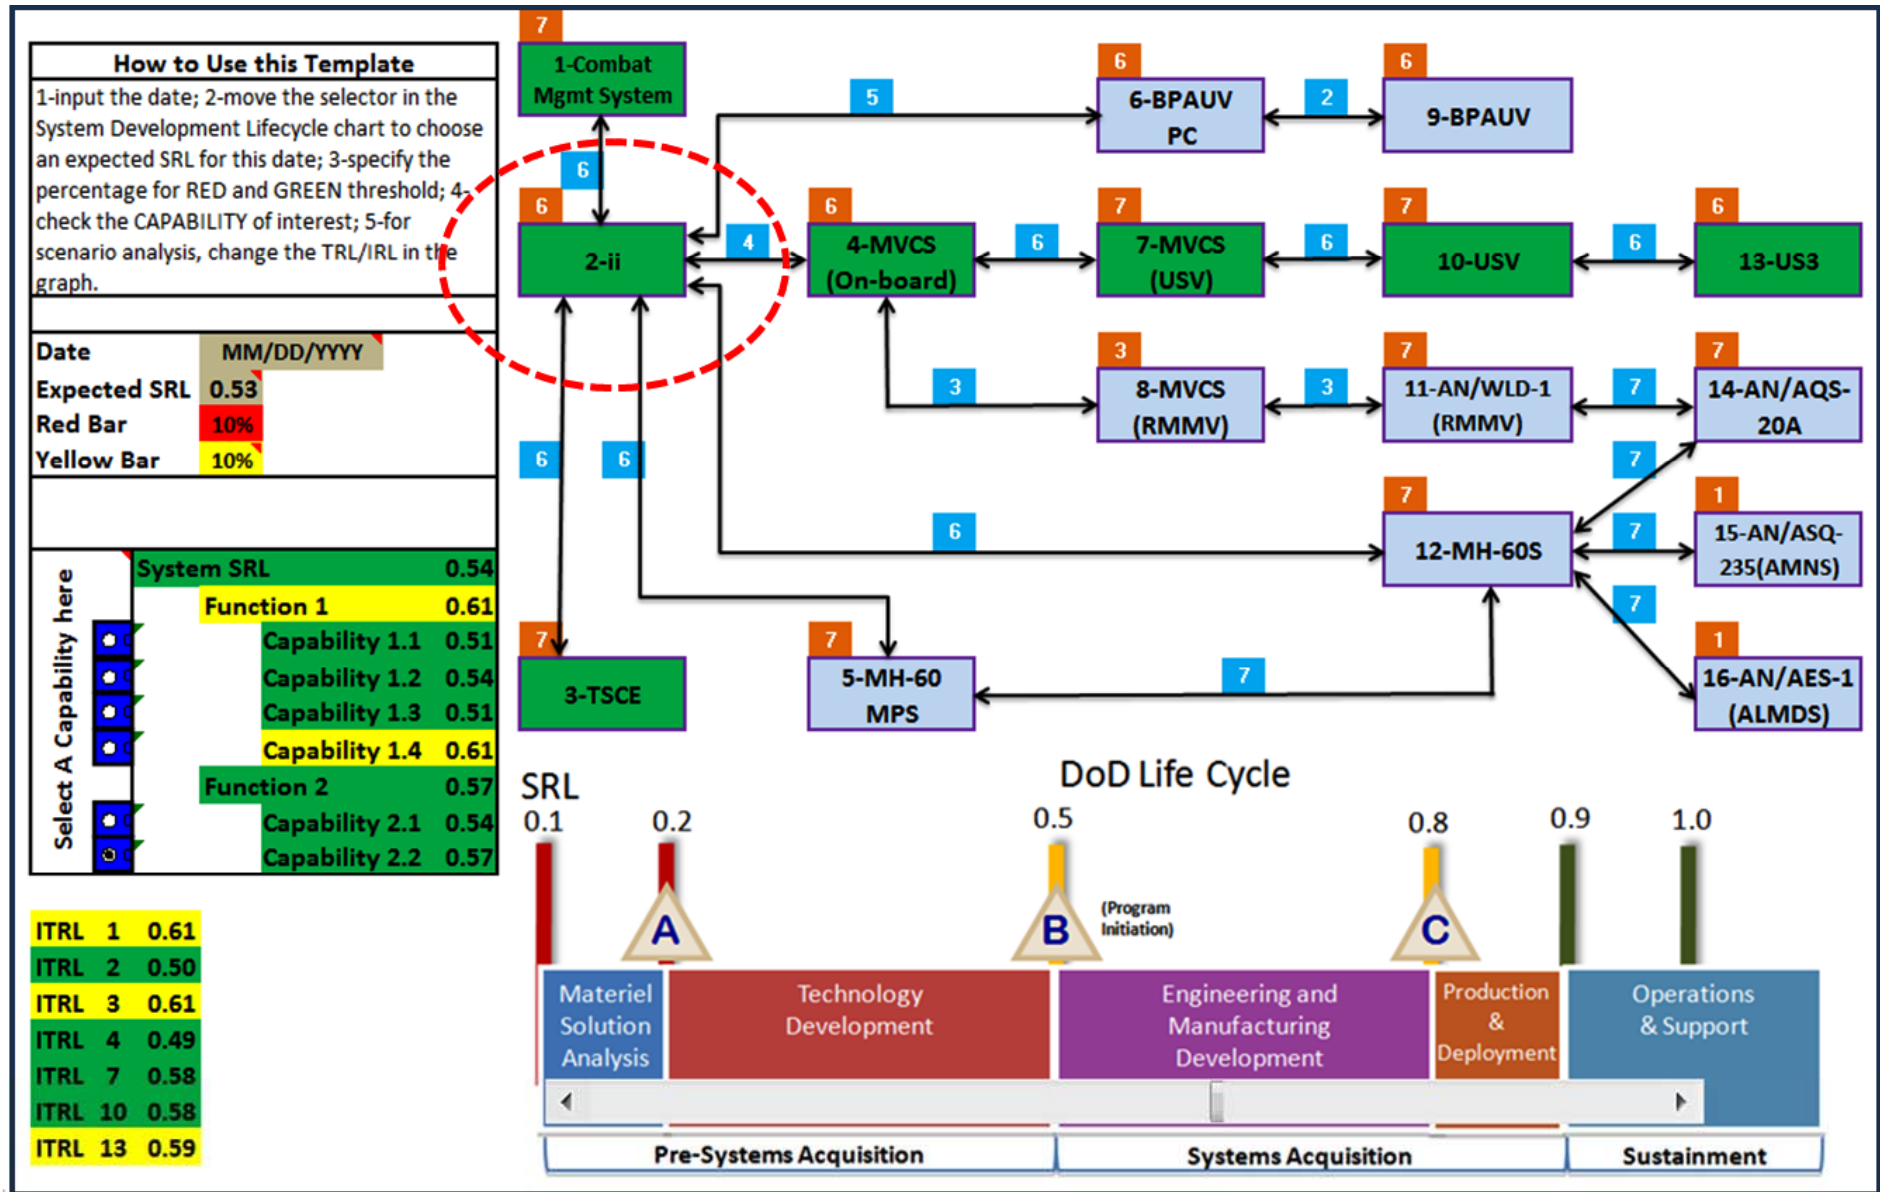 How to Use this Template
1-input the date; 2-move the selector in the
System Development Lifecycle chart to choose
an expected SRL for this date; 3-specify the
percentage for RED and GREEN threshold; 4-
check the CAPABILITY of interest; 5-for
scenario analysis, change the TRL/IRL in the
graph.
Date MM/DD/YYYY
Expected SRL 0.53
Red Bar 10%
Yellow Bar 10%
Select A Capability here
System SRL 0.54
Function 1 0.61
Capability 1.1 0.51
Capability 1.2 0.54
Capability 1.3 0.51
Capability 1.4 0.61
Function 2 0.57
Capability 2.1 0.54
Capability 2.2 0.57
ITRL 1 0.61
ITRL 2 0.50
ITRL 3 0.61
ITRL 4 0.49
ITRL 7 0.58
ITRL 10 0.58
ITRL 13 0.59
7
1-Combat
Mgmt System
6
5
6
6-BPAUV
PC
2
6
9-BPAUV
6
2-ii
4
6
4-MVCS
(On-board)
6
7
7-MVCS
(USV)
6
7
10-USV
6
6
13-US3
3
3
8-MVCS
(RMMV)
3
7
11-AN/WLD-1
(RMMV)
7
7
14-AN/AQS-
20A
6
6
6
7
7
12-MH-60S
7
1
15-AN/ASQ-
235(AMNS)
7
1
16-AN/AES-1
(ALMDS)
7
3-TSCE
7
5-MH-60
MPS
7
DoD Life Cycle
SRL
0.1
0.2
0.5
0.8
0.9
1.0
A
B
(Program
Initiation)
C
Materiel
Solution
Analysis
Technology
Development
Engineering and
Manufacturing
Development
Production
&
Deployment
Operations
& Support
Pre-Systems Acquisition
Systems Acquisition
Sustainment